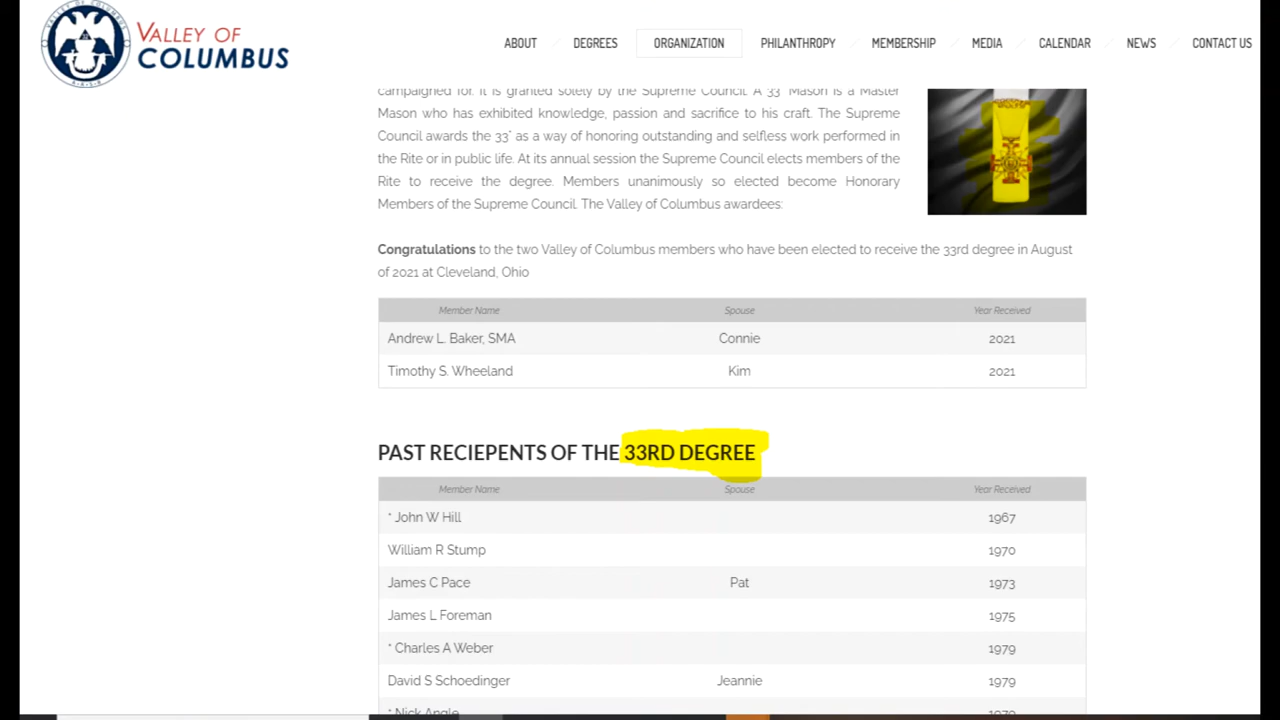 VALLEY OF
COLUMBUS
ABOUT DEGREES ORGANIZATION PHILANTHROPY MEMBERSHIP MEDIA CALENDAR NEWS CONTACT US
campaigned for. It is granted solely by the Supreme Council. A 33° Mason is a Master
Mason who has exhibited knowledge, passion and sacrifice to his craft. The Supreme
Council awards the 33° as a way of honoring outstanding and selfless work performed in
the Rite or in public life. At its annual session the Supreme Council elects members of the
Rite to receive the degree. Members unanimously so elected become Honorary
Members of the Supreme Council. The Valley of Columbus awardees:
Congratulations to the two Valley of Columbus members who have been elected to receive the 33rd degree in August
of 2021 at Cleveland, Ohio
Member Name Spouse Year Received
Andrew L. Baker, SMA Connie 2021
Timothy S. Wheeland Kim 2021
PAST RECIEPENTS OF THE 33RD DEGREE
Member Name Spouse Year Received
* John W Hill 1967
William R Stump 1970
James C Pace Pat 1973
James L Foreman 1975
* Charles A Weber 1979
David S Schoedinger Jeannie 1979
* Nick Angle 1979